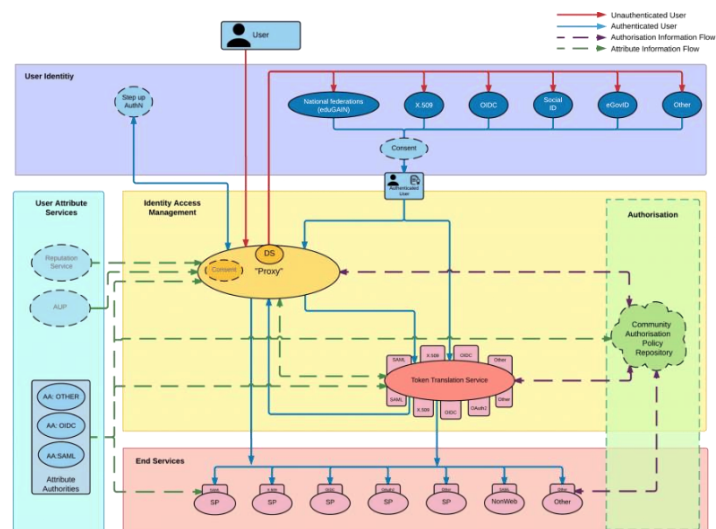 Unauthenticated User
Authenticated User
Authorisation Information Flow
Attribute Information Flow
User
User Identitiy
Step up
AuthN
National federations
(eduGAIN)
X.509
OIDC
Social
ID
eGovID
Other
Consent
Authenticated
User
User Attribute
Services
Identity Access
Management
Authorisation
Reputation
Service
AUP
DS
Consent
"Proxy"
Community
Authorisation
Policy
Repository
SAML
X.509
OIDC
Other
Token Translation Service
SAML
X.509
OIDC
OAuth2
Other
AA: OTHER
AA: OIDC
AA:SAML
Attribute
Authorities
End Services
SP
SP
SP
SP
SP
NonWeb
Other